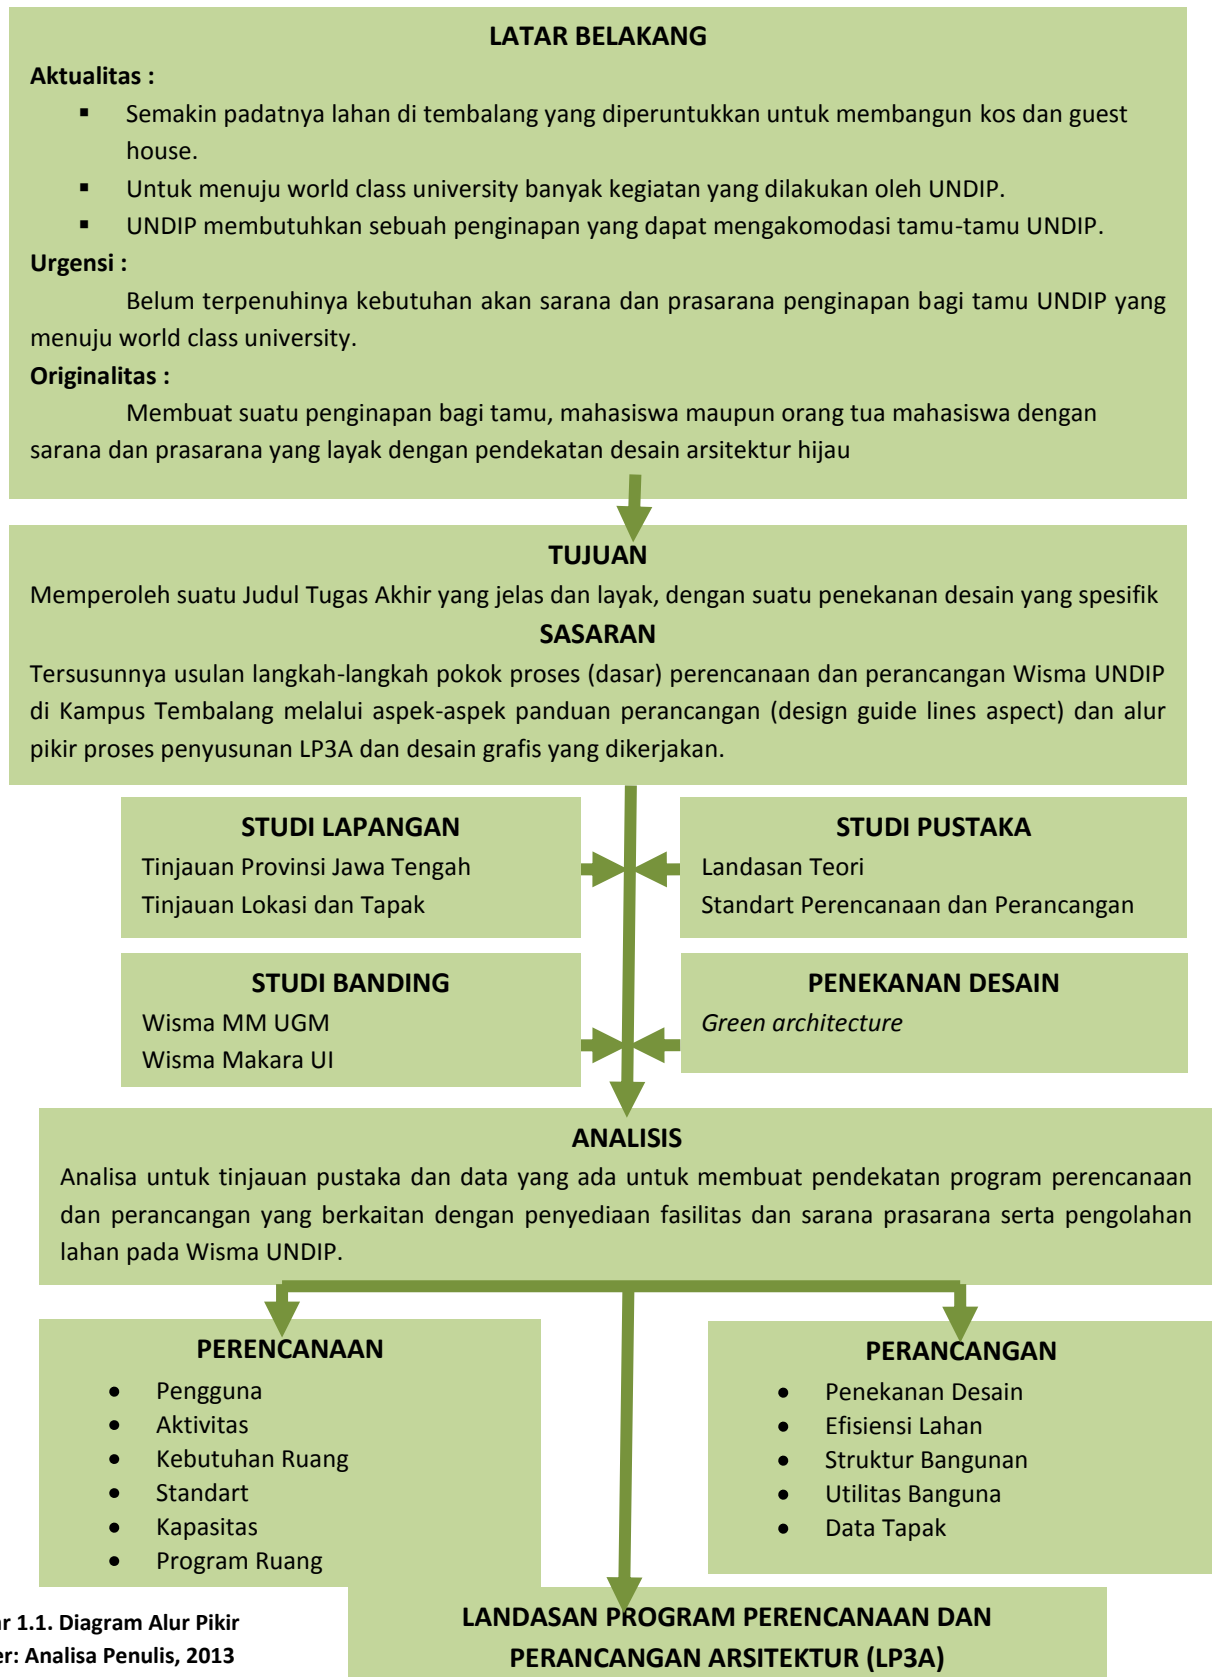 LATAR BELAKANG
Aktualitas :
▪ Semakin padatnya lahan di tembalang yang diperuntukkan untuk membangun kos dan guest
house.
▪ Untuk menuju world class university banyak kegiatan yang dilakukan oleh UNDIP.
▪ UNDIP membutuhkan sebuah penginapan yang dapat mengakomodasi tamu-tamu UNDIP.
Urgensi :
Belum terpenuhinya kebutuhan akan sarana dan prasarana penginapan bagi tamu UNDIP yang
menuju world class university.
Originalitas :
Membuat suatu penginapan bagi tamu, mahasiswa maupun orang tua mahasiswa dengan
sarana dan prasarana yang layak dengan pendekatan desain arsitektur hijau
TUJUAN
Memperoleh suatu Judul Tugas Akhir yang jelas dan layak, dengan suatu penekanan desain yang spesifik
SASARAN
Tersusunnya usulan langkah-langkah pokok proses (dasar) perencanaan dan perancangan Wisma UNDIP
di Kampus Tembalang melalui aspek-aspek panduan perancangan (design guide lines aspect) dan alur
pikir proses penyusunan LP3A dan desain grafis yang dikerjakan.
STUDI LAPANGAN
Tinjauan Provinsi Jawa Tengah
Tinjauan Lokasi dan Tapak
STUDI PUSTAKA
Landasan Teori
Standart Perencanaan dan Perancangan
STUDI BANDING
Wisma MM UGM
Wisma Makara UI
PENEKANAN DESAIN
Green architecture
ANALISIS
Analisa untuk tinjauan pustaka dan data yang ada untuk membuat pendekatan program perencanaan
dan perancangan yang berkaitan dengan penyediaan fasilitas dan sarana prasarana serta pengolahan
lahan pada Wisma UNDIP.
PERENCANAAN
• Pengguna
• Aktivitas
• Kebutuhan Ruang
• Standart
• Kapasitas
• Program Ruang
PERANCANGAN
• Penekanan Desain
• Efisiensi Lahan
• Struktur Bangunan
• Utilitas Banguna
• Data Tapak
r 1.1. Diagram Alur Pikir
er: Analisa Penulis, 2013
LANDASAN PROGRAM PERENCANAAN DAN
PERANCANGAN ARSITEKTUR (LP3A)